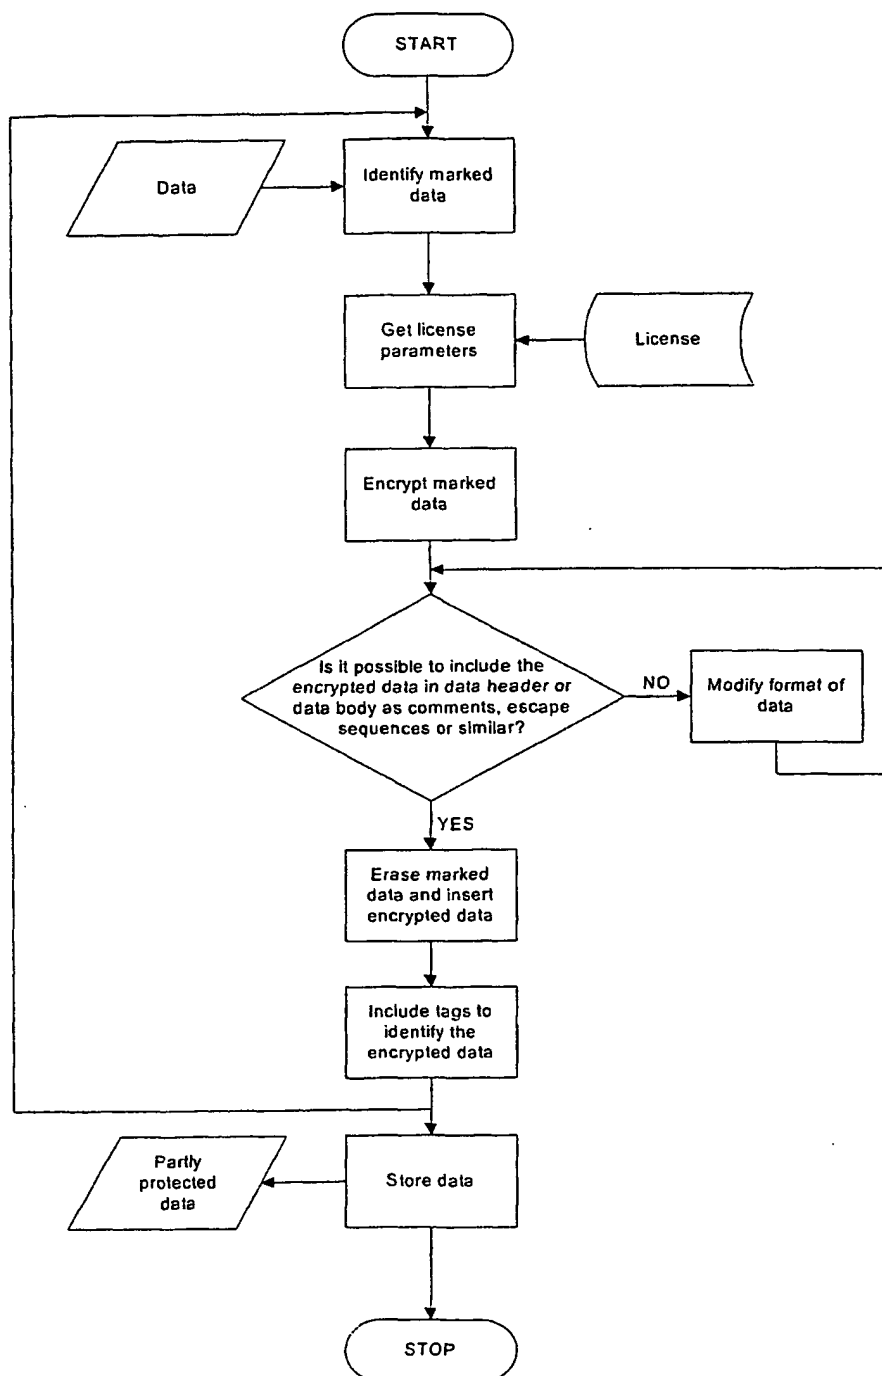 START
Data
Identify marked
data
Get license
parameters
License
Encrypt marked
data
Is it possible to include the
encrypted data in data header or
data body as comments, escape
sequences or similar?
NO
Modify format of
data
YES
Erase marked
data and insert
encrypted data
Include tags to
identify the
encrypted data
Partly
protected
data
Store data
STOP